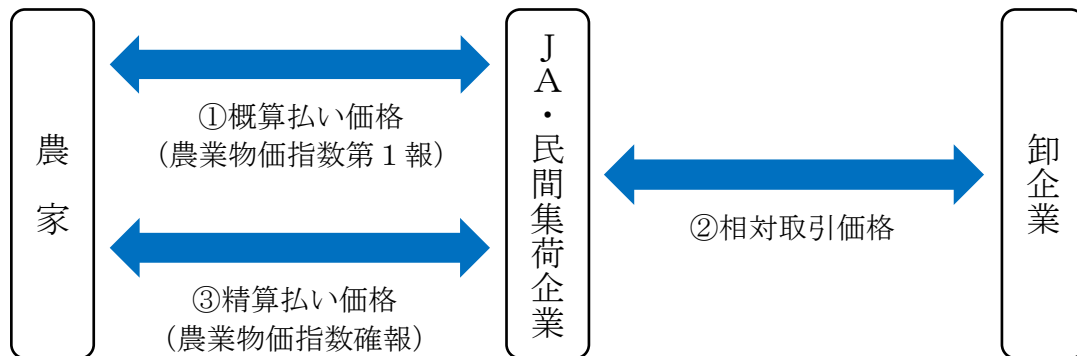 農家
①概算払い価格
（農業物価指数第１報）
③精算払い価格
（農業物価指数確報）
ＪＡ・民間集荷企業
②相対取引価格
卸企業